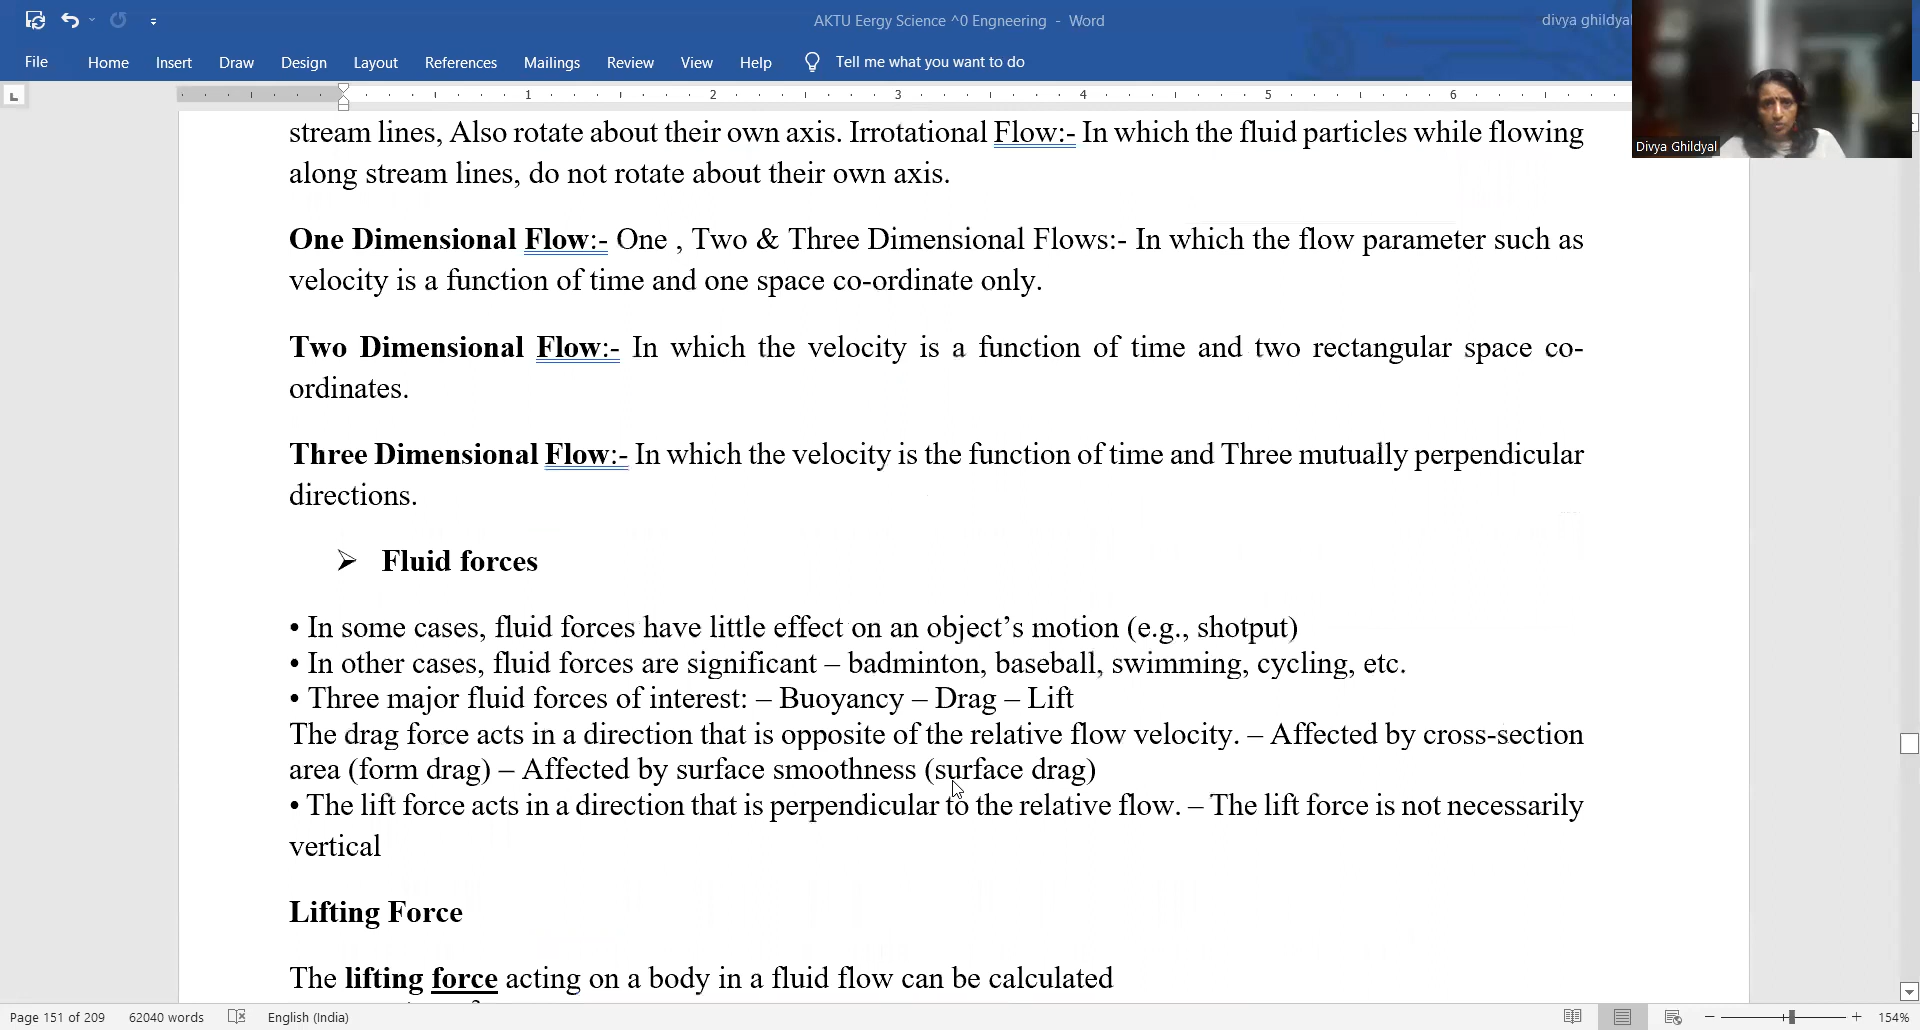 AKTU Eergy Science ^0 Engneering - Word
divya ghildyal
File Home Insert Draw Design Layout References Mailings Review View Help Tell me what you want to do
Divya Ghildyal
1 2 3 4 5 6
stream lines, Also rotate about their own axis. Irrotational Flow:- In which the fluid particles while flowing
along stream lines, do not rotate about their own axis.
One Dimensional Flow:- One , Two & Three Dimensional Flows:- In which the flow parameter such as
velocity is a function of time and one space co-ordinate only.
Two Dimensional Flow:- In which the velocity is a function of time and two rectangular space co-
ordinates.
Three Dimensional Flow:- In which the velocity is the function of time and Three mutually perpendicular
directions.
➢ Fluid forces
• In some cases, fluid forces have little effect on an object’s motion (e.g., shotput)
• In other cases, fluid forces are significant – badminton, baseball, swimming, cycling, etc.
• Three major fluid forces of interest: – Buoyancy – Drag – Lift
The drag force acts in a direction that is opposite of the relative flow velocity. – Affected by cross-section
area (form drag) – Affected by surface smoothness (surface drag)
• The lift force acts in a direction that is perpendicular to the relative flow. – The lift force is not necessarily
vertical
Lifting Force
The lifting force acting on a body in a fluid flow can be calculated
Page 151 of 209 62040 words English (India) 154%